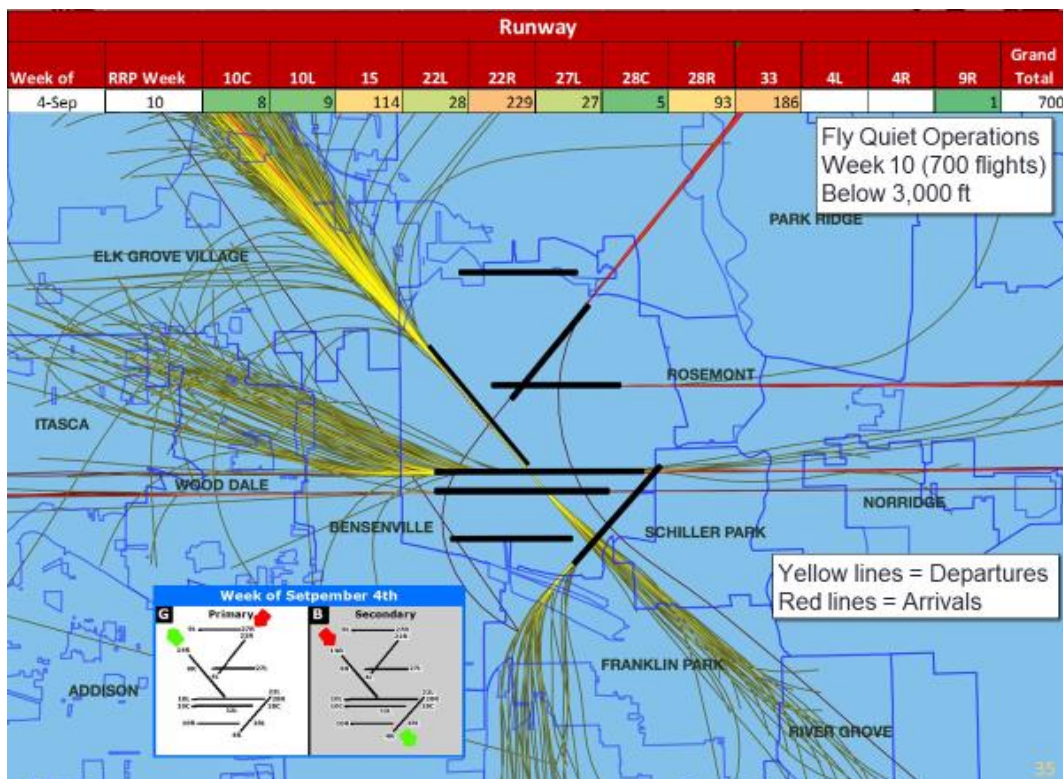 Runway
Week of RRP Week 10C 10L 15 22L 22R 27L 28C 28R 33 4L 4R 9R Grand Total
4-Sep 10 8 9 114 28 229 27 5 93 186 1 700
Fly Quiet Operations
Week 10 (700 flights)
Below 3,000 ft
PARK RIDGE
ELK GROVE VILLAGE
ROSEMONT
ITASCA
WOOD DALE
NORRIDGE
BENSENVILLE
SCHILLER PARK
Yellow lines = Departures
Red lines = Arrivals
Week of Setpember 4th
G Primary
B Secondary
FRANKLIN PARK
ADDISON
RIVER GROVE
35